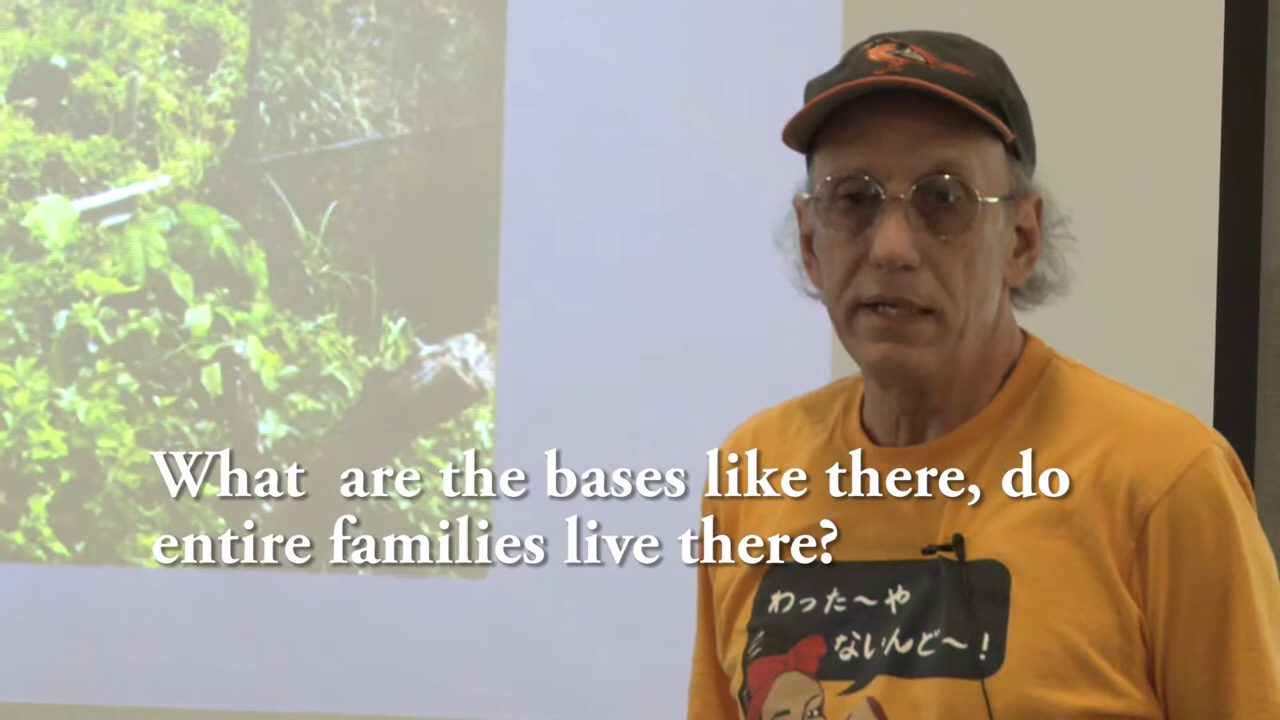 What  are the bases like there, do
entire families live there?
わった～や
ないんど～!